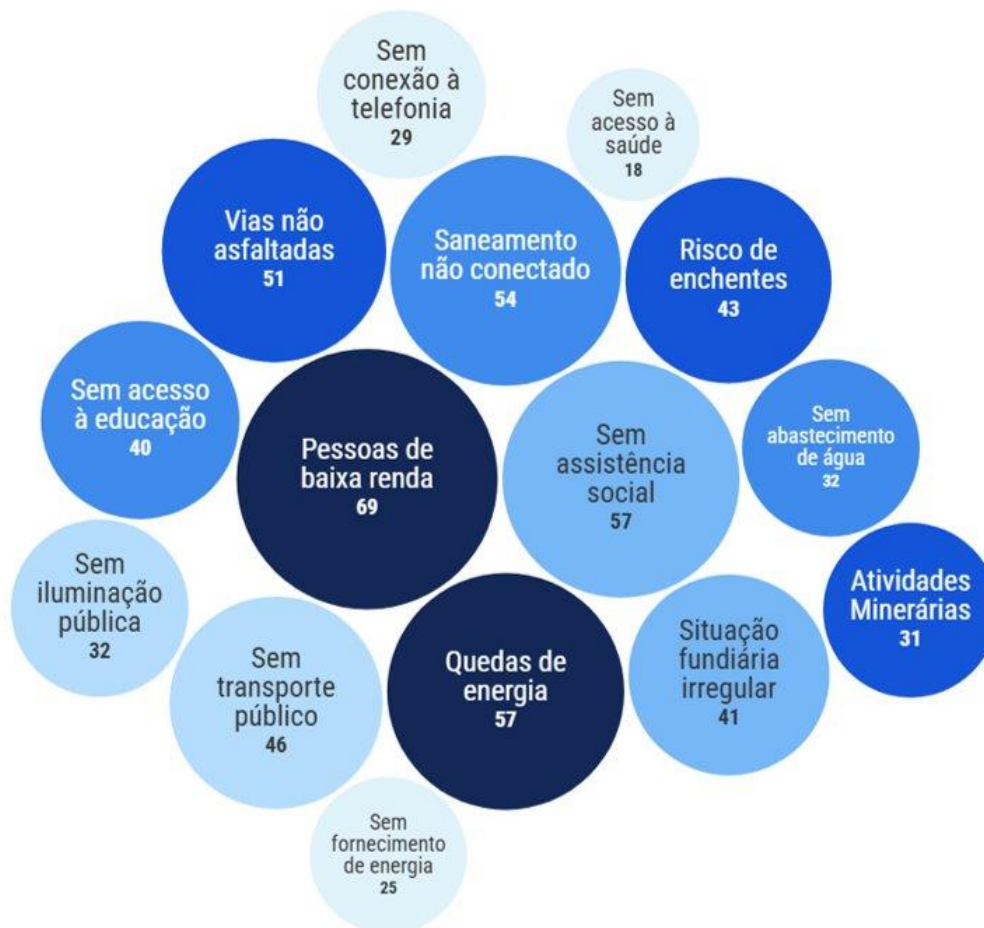 Sem
conexão à
telefonia
29
Sem
acesso à
saúde
18
Vias não
asfaltadas
51
Saneamento
não conectado
54
Risco de
enchentes
43
Sem acesso
à educação
40
Pessoas de
baixa renda
69
Sem
assistência
social
57
Sem
abastecimento
de água
32
Sem
iluminação
pública
32
Sem
transporte
público
46
Quedas de
energia
57
Situação
fundiária
irregular
41
Atividades
Minerárias
31
Sem
fornecimento
de energia
25